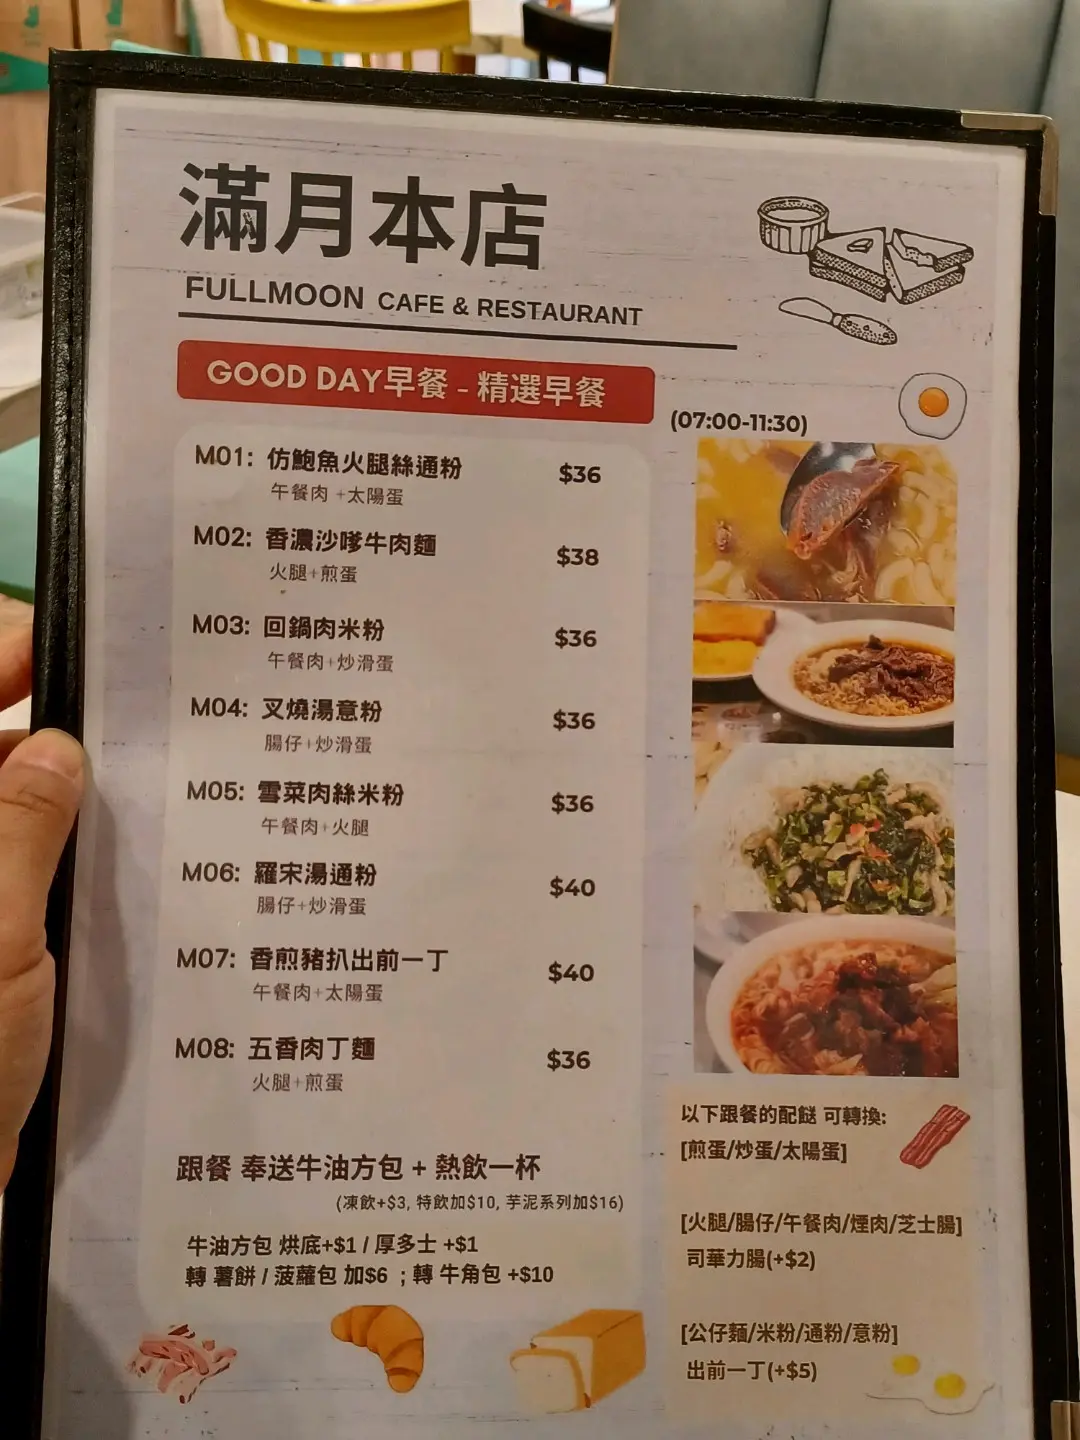 滿月本店
FULLMOON CAFE & RESTAURANT
GOOD DAY早餐 - 精選早餐
(07:00-11:30)
M01: 仿鮑魚火腿絲通粉 $36
午餐肉 +太陽蛋
M02: 香濃沙嗲牛肉麵 $38
火腿+煎蛋
M03: 回鍋肉米粉 $36
午餐肉+炒滑蛋
M04: 叉燒湯意粉 $36
腸仔+炒滑蛋
M05: 雪菜肉絲米粉 $36
午餐肉+火腿
M06: 羅宋湯通粉 $40
腸仔+炒滑蛋
M07: 香煎豬扒出前一丁 $40
午餐肉+太陽蛋
M08: 五香肉丁麵 $36
火腿+煎蛋
跟餐 奉送牛油方包 + 熱飲一杯
(凍飲+$3, 特飲加$10, 芋泥系列加$16)
牛油方包 烘底+$1 / 厚多士 +$1
轉 薯餅 / 菠蘿包 加$6 ; 轉 牛角包 +$10
以下跟餐的配餸 可轉換:
[煎蛋/炒蛋/太陽蛋]
[火腿/腸仔/午餐肉/煙肉/芝士腸]
司華力腸(+$2)
[公仔麵/米粉/通粉/意粉]
出前一丁(+$5)